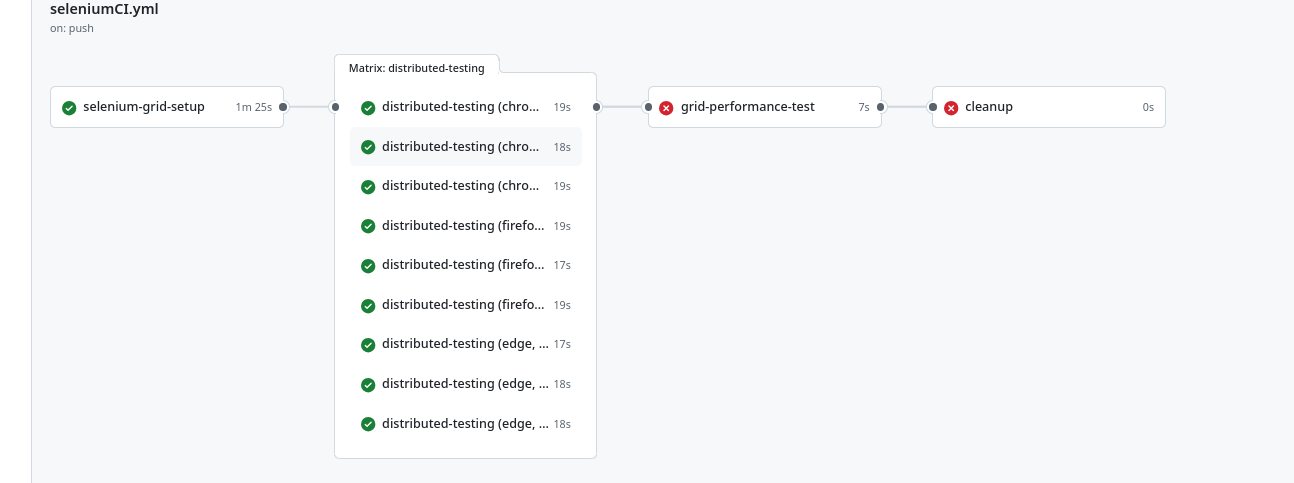 seleniumCI.yml
on: push
Matrix: distributed-testing
selenium-grid-setup 1m 25s
distributed-testing (chro... 19s
distributed-testing (chro... 18s
distributed-testing (chro... 19s
distributed-testing (firefo... 19s
distributed-testing (firefo... 17s
distributed-testing (firefo... 19s
distributed-testing (edge, ... 17s
distributed-testing (edge, ... 18s
distributed-testing (edge, ... 18s
grid-performance-test 7s
cleanup 0s